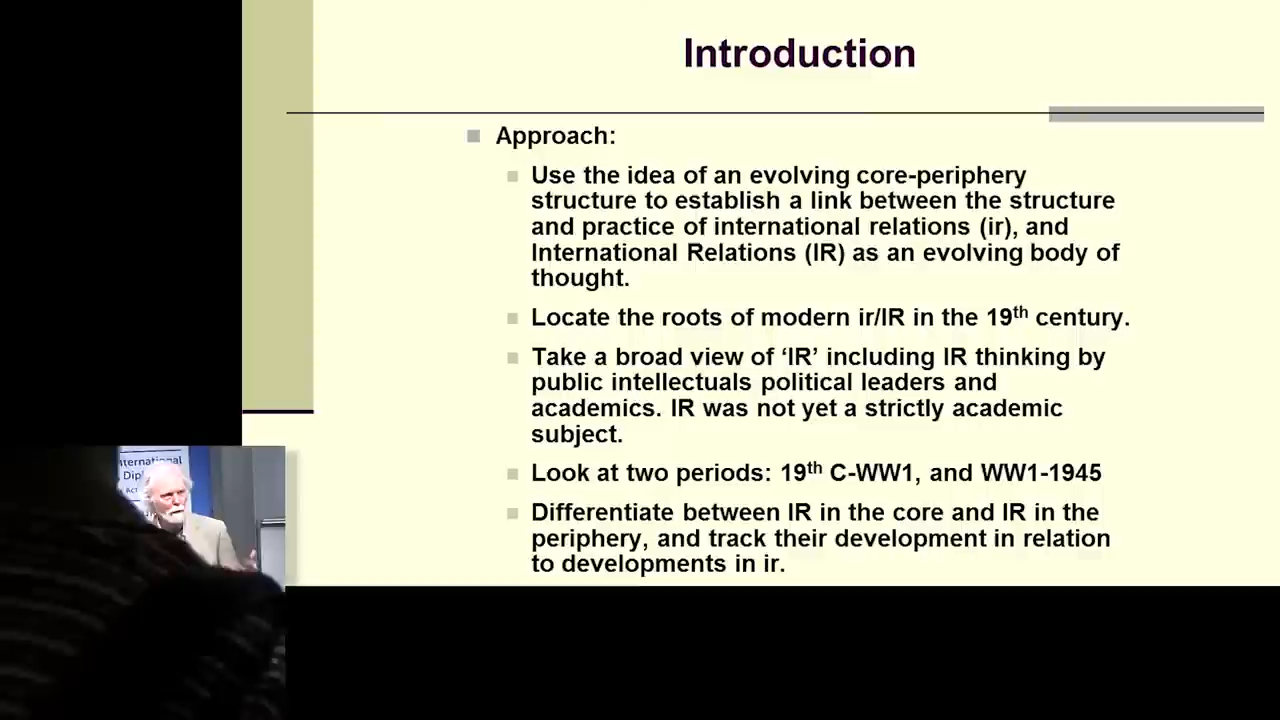 Introduction
Approach:
Use the idea of an evolving core-periphery
structure to establish a link between the structure
and practice of international relations (ir), and
International Relations (IR) as an evolving body of
thought.
Locate the roots of modern ir/IR in the 19th century.
Take a broad view of ‘IR’ including IR thinking by
public intellectuals political leaders and
academics. IR was not yet a strictly academic
subject.
Look at two periods: 19th C-WW1, and WW1-1945
Differentiate between IR in the core and IR in the
periphery, and track their development in relation
to developments in ir.
nternational
Dipl